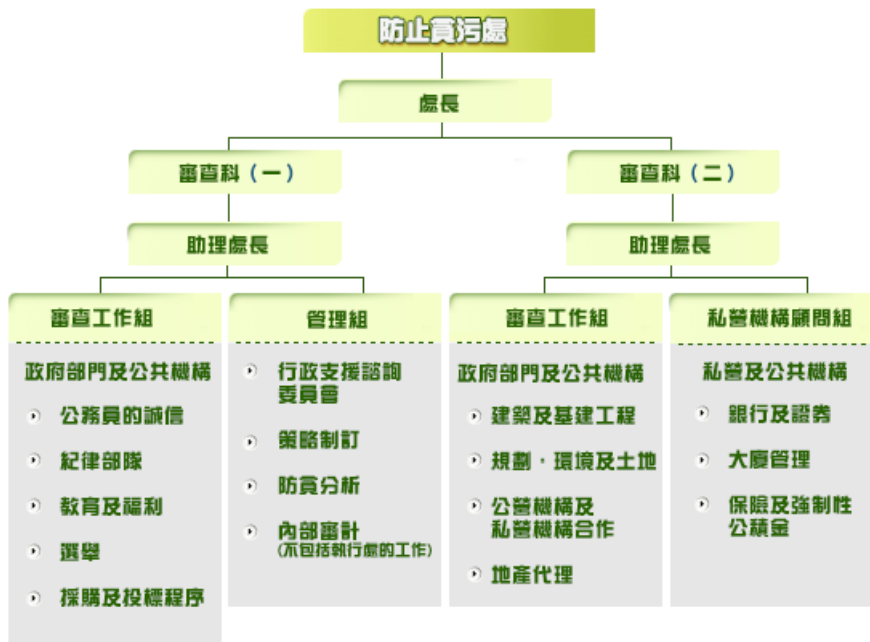 防止貪污處
處長
審查科（一）
審查科（二）
助理處長
助理處長
審查工作組
政府部門及公共機構
公務員的誠信
紀律部隊
教育及福利
選舉
採購及投標程序
管理組
行政支援諮詢
委員會
策略制訂
防貪分析
內部審計
(不包括執行處的工作)
審查工作組
政府部門及公共機構
建築及基建工程
規劃・環境及土地
公營機構及
私營機構合作
地產代理
私營機構顧問組
私營及公共機構
銀行及證券
大廈管理
保險及強制性
公積金